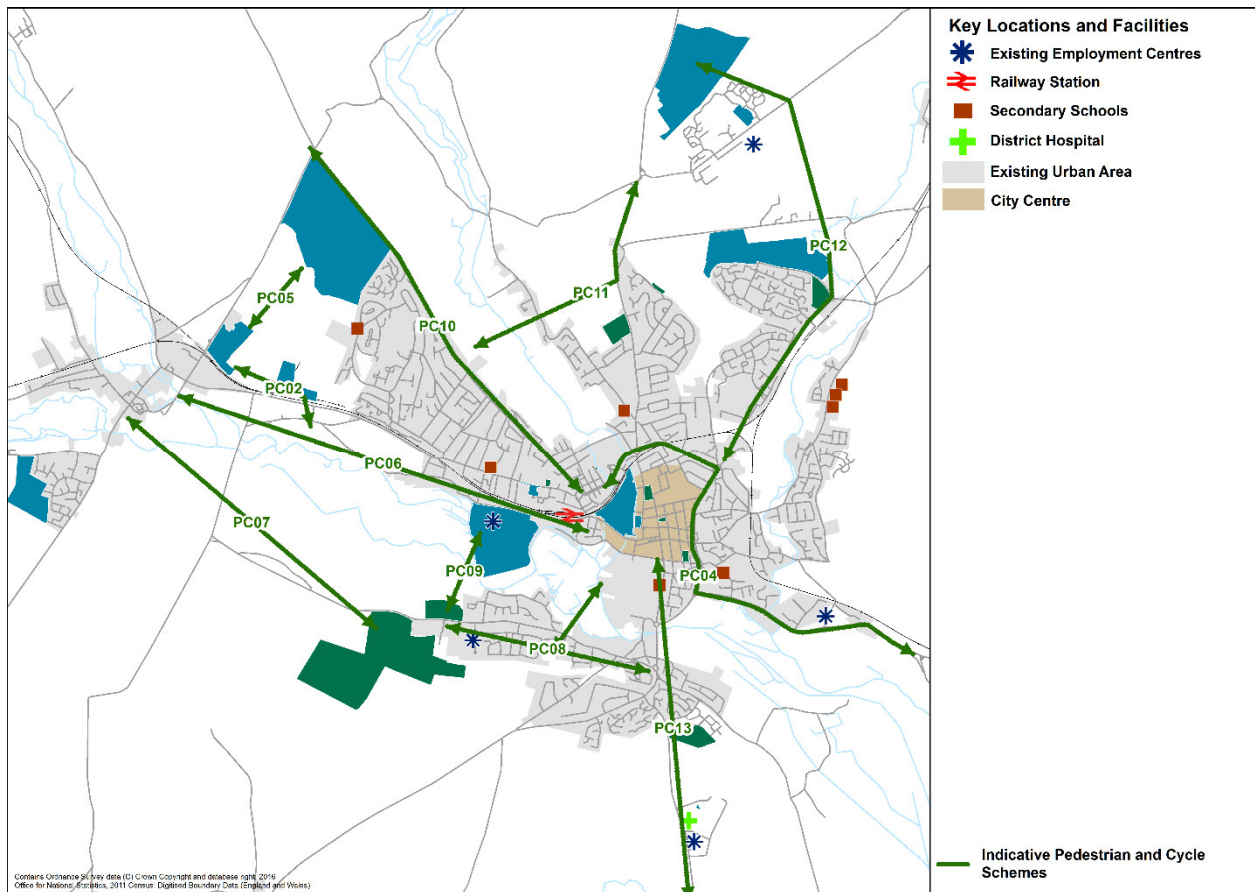 Key Locations and Facilities
Existing Employment Centres
Railway Station
Secondary Schools
District Hospital
Existing Urban Area
City Centre
PC12
PC05
PC11
PC10
PC02
PC06
PC07
PC09
PC04
PC08
PC13
Indicative Pedestrian and Cycle
Schemes
Contains Ordnance Survey data (C) Crown Copyright and database right, 2016
Office for National Statistics, 2011 Census: Digitised Boundary Data (England and Wales)